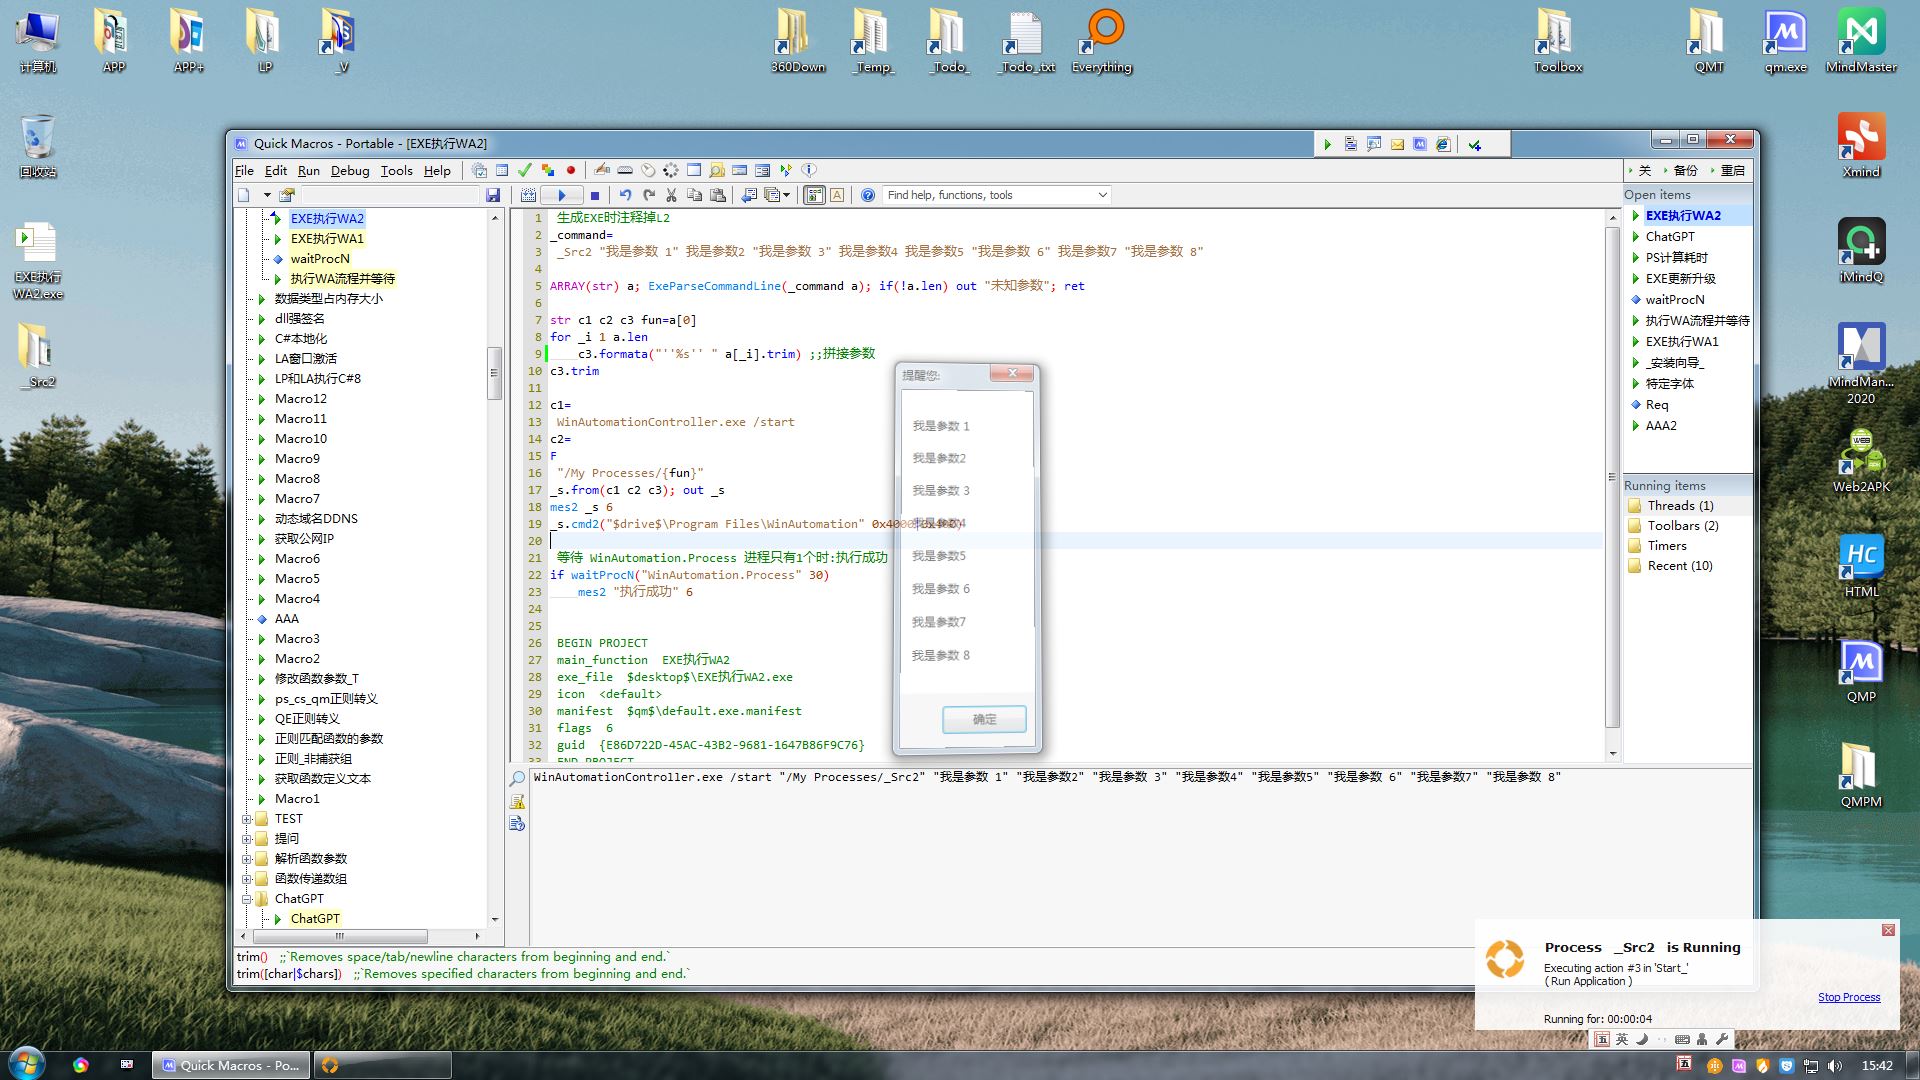 计算机
APP
APP+
LP
_V
360Down
_Temp_
_Todo_
_Todo_.txt
Everything
Toolbox
QMT
qm.exe
MindMaster
回收站
EXE执行
WA2.exe
__Src2
Xmind
iMindQ
MindMan...
2020
Web2APK
HTML
QMP
QMPM
Quick Macros - Portable - [EXE执行WA2]
File Edit Run Debug Tools Help
关 备份 重启
Find help, functions, tools
EXE执行WA2
EXE执行WA1
waitProcN
执行WA流程并等待
数据类型占内存大小
dll强签名
C#本地化
LA窗口激活
LP和LA执行C#8
Macro12
Macro11
Macro10
Macro9
Macro8
Macro7
动态域名DDNS
获取公网IP
Macro6
Macro5
Macro4
AAA
Macro3
Macro2
修改函数参数_T
ps_cs_qm正则转义
QE正则转义
正则匹配函数的参数
正则_非捕获组
获取函数定义文本
Macro1
TEST
提问
解析函数参数
函数传递数组
ChatGPT
ChatGPT
1 生成EXE时注释掉L2
2 _command=
3 _Src2 "我是参数 1" 我是参数2 "我是参数 3" 我是参数4 我是参数5 "我是参数 6" 我是参数7 "我是参数 8"
4
5 ARRAY(str) a; ExeParseCommandLine(_command a); if(!a.len) out "未知参数"; ret
6
7 str c1 c2 c3 fun=a[0]
8 for _i 1 a.len
9 c3.formata("''%s'' " a[_i].trim) ;;拼接参数
10 c3.trim
11
12 c1=
13 WinAutomationController.exe /start
14 c2=
15 F
16 "/My Processes/{fun}"
17 _s.from(c1 c2 c3); out _s
18 mes2 _s 6
19 _s.cmd2("$drive$\Program Files\WinAutomation" 0x4000
20
21 等待 WinAutomation.Process 进程只有1个时:执行成功
22 if waitProcN("WinAutomation.Process" 30)
23 mes2 "执行成功" 6
24
25
26 BEGIN PROJECT
27 main_function EXE执行WA2
28 exe_file $desktop$\EXE执行WA2.exe
29 icon <default>
30 manifest $qm$\default.exe.manifest
31 flags 6
32 guid {E86D722D-45AC-43B2-9681-1647B86F9C76}
33 END PROJECT
提醒您:
我是参数 1
我是参数2
我是参数 3
我是参数4
我是参数5
我是参数 6
我是参数7
我是参数 8
确定
Open items
EXE执行WA2
ChatGPT
PS计算耗时
EXE更新升级
waitProcN
执行WA流程并等待
EXE执行WA1
_安装向导_
特定字体
Req
AAA2
Running items
Threads (1)
Toolbars (2)
Timers
Recent (10)
WinAutomationController.exe /start "/My Processes/_Src2" "我是参数 1" "我是参数2" "我是参数 3" "我是参数4" "我是参数5" "我是参数 6" "我是参数7" "我是参数 8"
trim() ;;`Removes space/tab/newline characters from beginning and end.`
trim([char|$chars]) ;;`Removes specified characters from beginning and end.`
Process _Src2 is Running
Executing action #3 in 'Start_'
( Run Application )
Stop Process
Running for: 00:00:04
五 英
Quick Macros - Po...
五
15:42